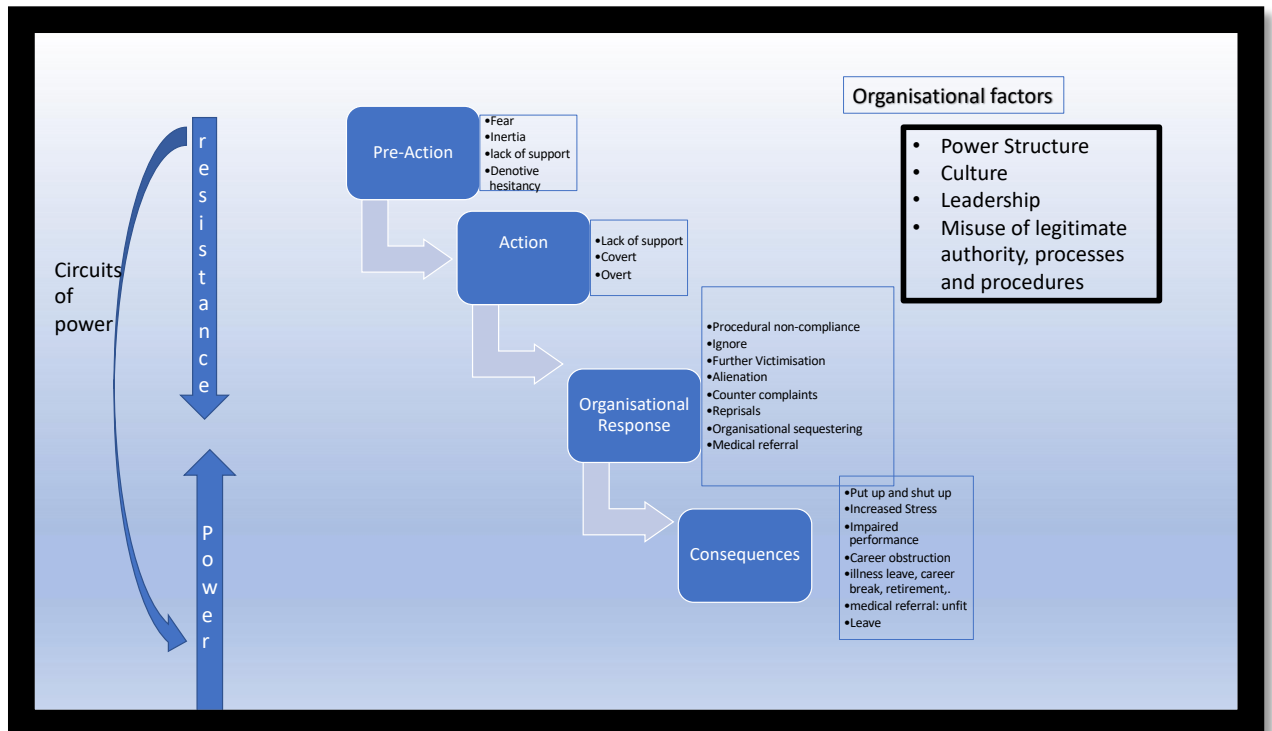 Organisational factors
• Power Structure
• Culture
• Leadership
• Misuse of legitimate
authority, processes
and procedures
Circuits
of
power
resistance
Power
Pre-Action
•Fear
•Inertia
•lack of support
•Denotive
hesitancy
Action
•Lack of support
•Covert
•Overt
Organisational
Response
•Procedural non-compliance
•Ignore
•Further Victimisation
•Alienation
•Counter complaints
•Reprisals
•Organisational sequestering
•Medical referral
Consequences
•Put up and shut up
•Increased Stress
•Impaired
performance
•Career obstruction
•illness leave, career
break, retirement,.
•medical referral: unfit
•Leave